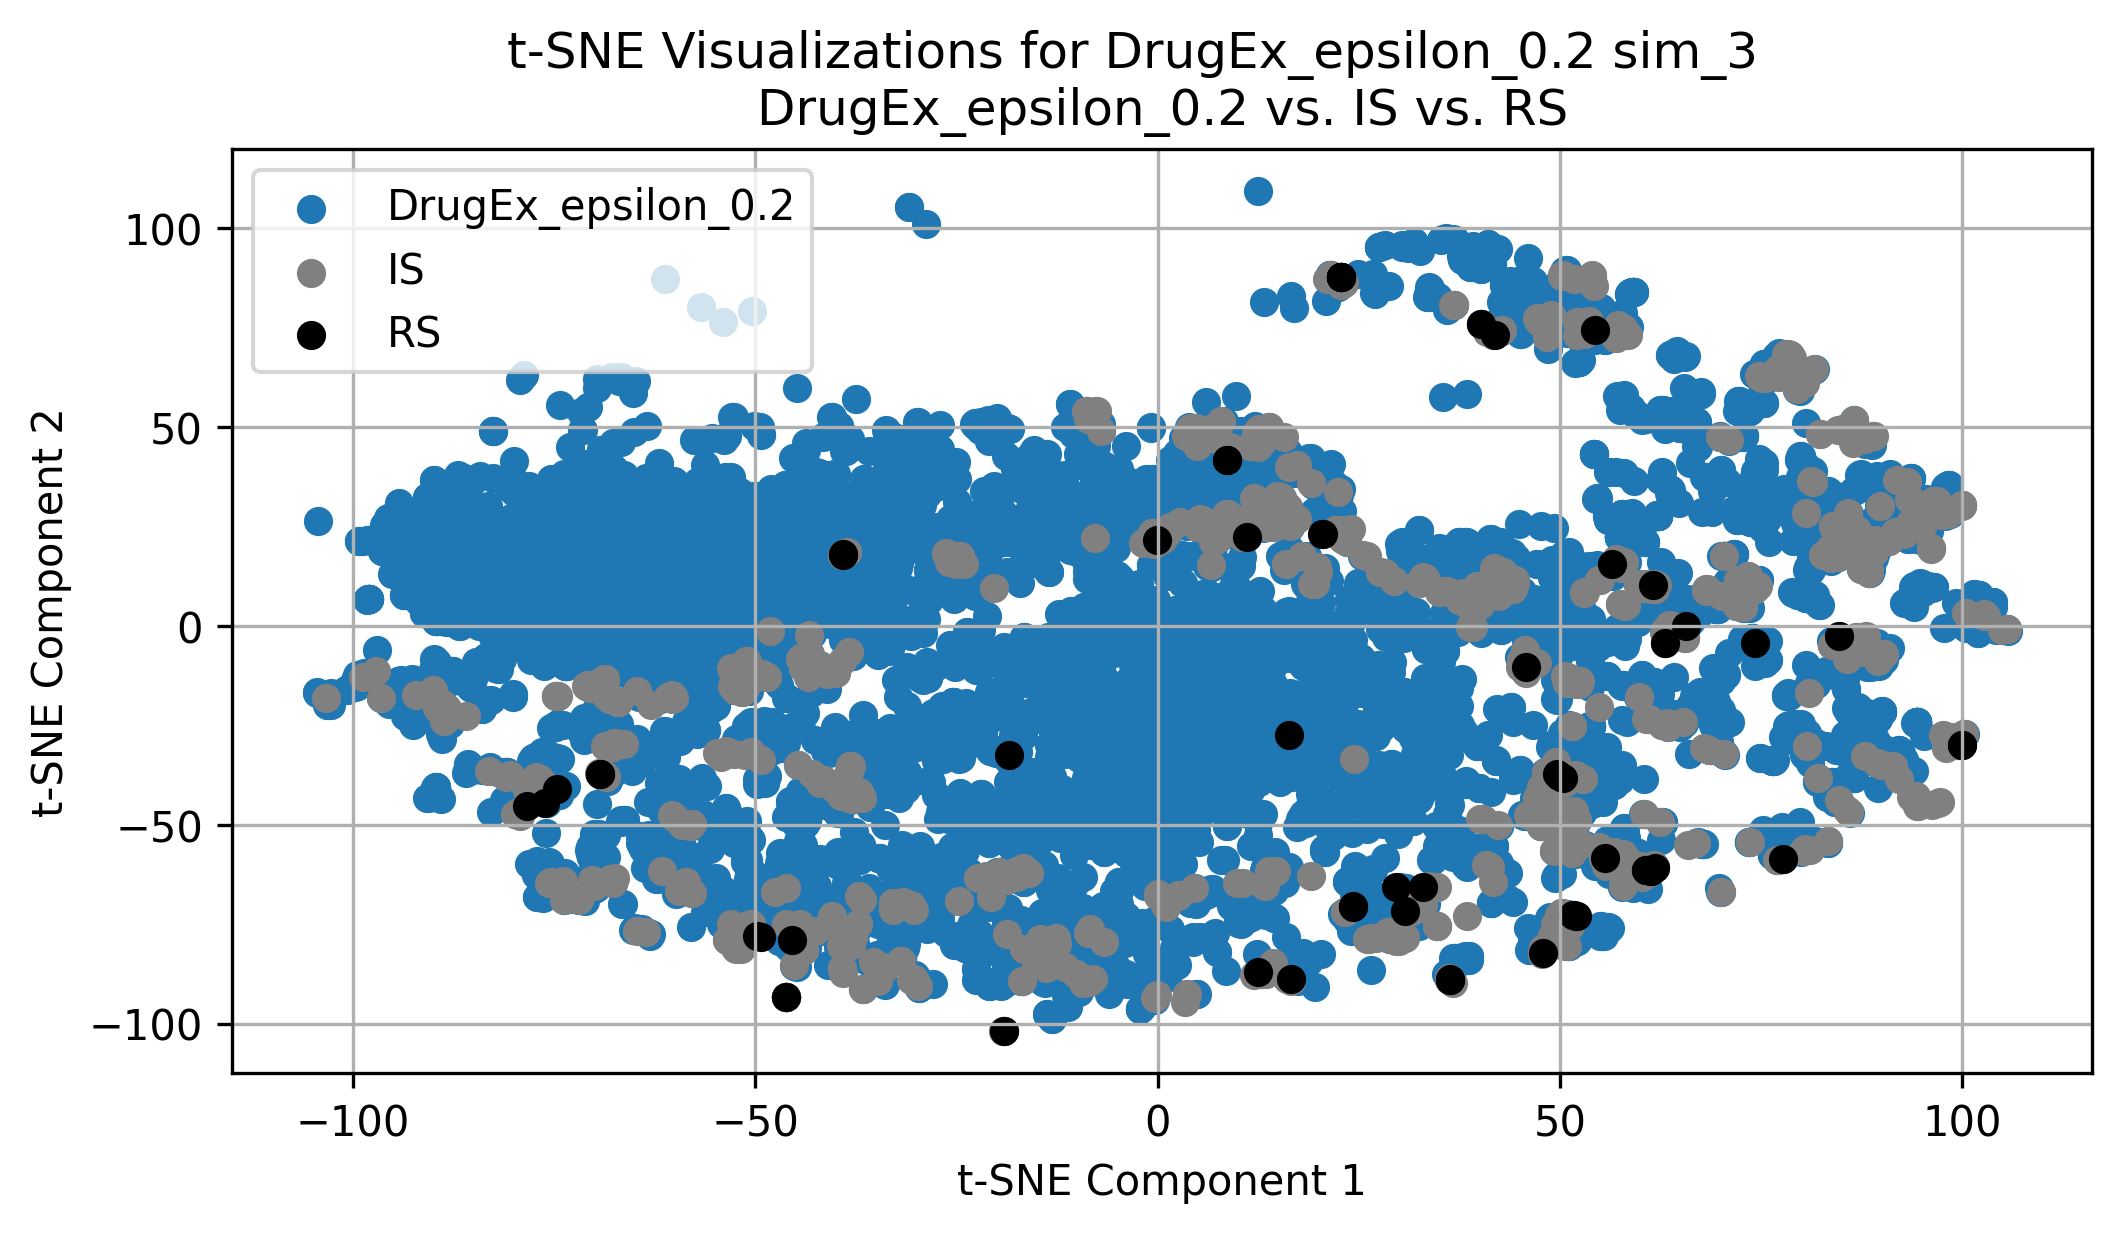 t-SNE Visualizations for DrugEx_epsilon_0.2 sim_3
DrugEx_epsilon_0.2 vs. IS vs. RS
DrugEx_epsilon_0.2
IS
RS
t-SNE Component 2
100
50
0
−50
−100
−100
−50
0
50
100
t-SNE Component 1